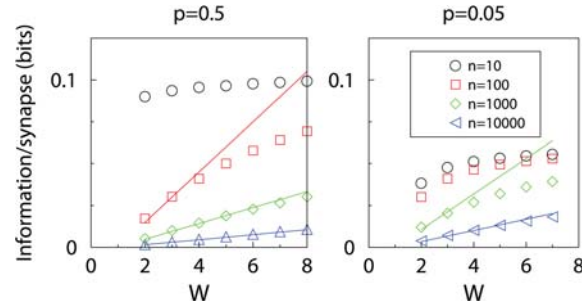 p=0.5
p=0.05
Information/synapse (bits)
0.1
0
0 2 4 6 8
W
0.1
0
0 2 4 6 8
W
n=10
n=100
n=1000
n=10000